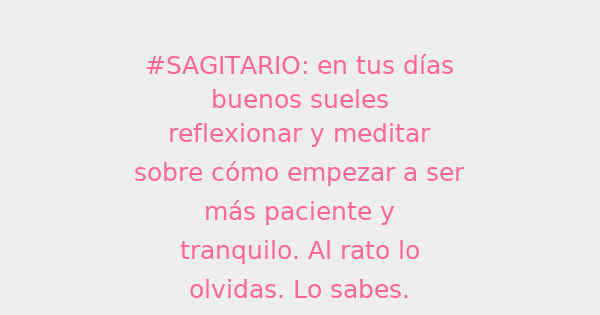 #SAGITARIO: en tus días
buenos sueles
reflexionar y meditar
sobre cómo empezar a ser
más paciente y
tranquilo. Al rato lo
olvidas. Lo sabes.